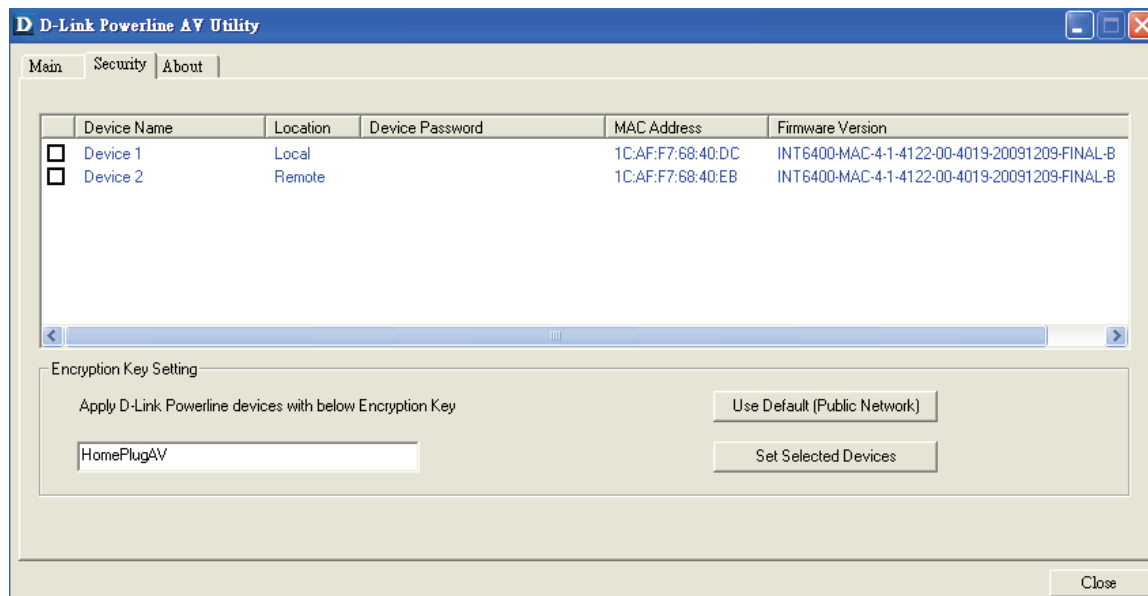 D D-Link Powerline AV Utility
Main Security About
Device Name Location Device Password MAC Address Firmware Version
Device 1 Local 1C:AF:F7:68:40:DC INT6400-MAC-4-1-4122-00-4019-20091209-FINAL-B
Device 2 Remote 1C:AF:F7:68:40:EB INT6400-MAC-4-1-4122-00-4019-20091209-FINAL-B
Encryption Key Setting
Apply D-Link Powerline devices with below Encryption Key
Use Default (Public Network)
HomePlugAV
Set Selected Devices
Close